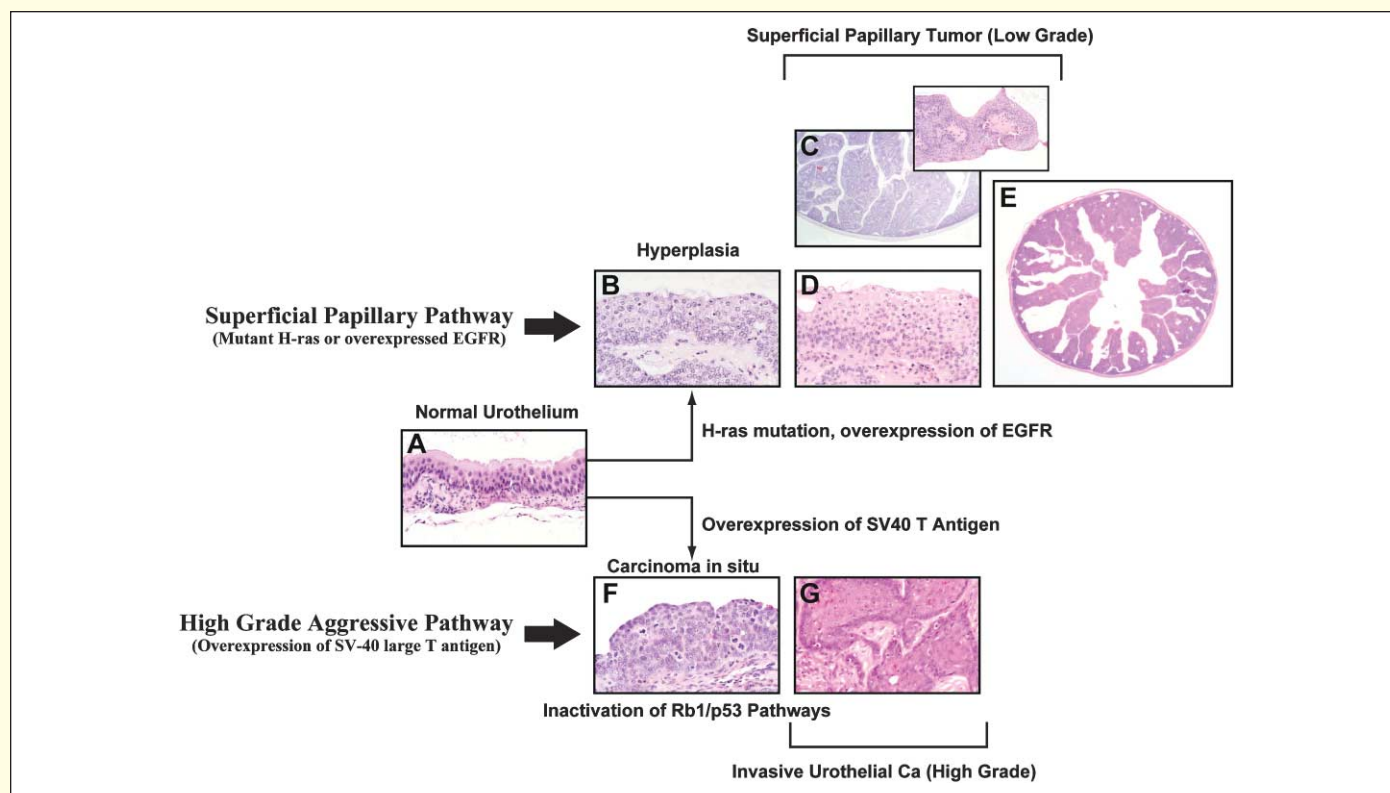 Superficial Papillary Tumor (Low Grade)
C
E
Hyperplasia
B
D
Superficial Papillary Pathway
(Mutant H-ras or overexpressed EGFR)
Normal Urothelium
A
H-ras mutation, overexpression of EGFR
Overexpression of SV40 T Antigen
Carcinoma in situ
F
G
High Grade Aggressive Pathway
(Overexpression of SV-40 large T antigen)
Inactivation of Rb1/p53 Pathways
Invasive Urothelial Ca (High Grade)